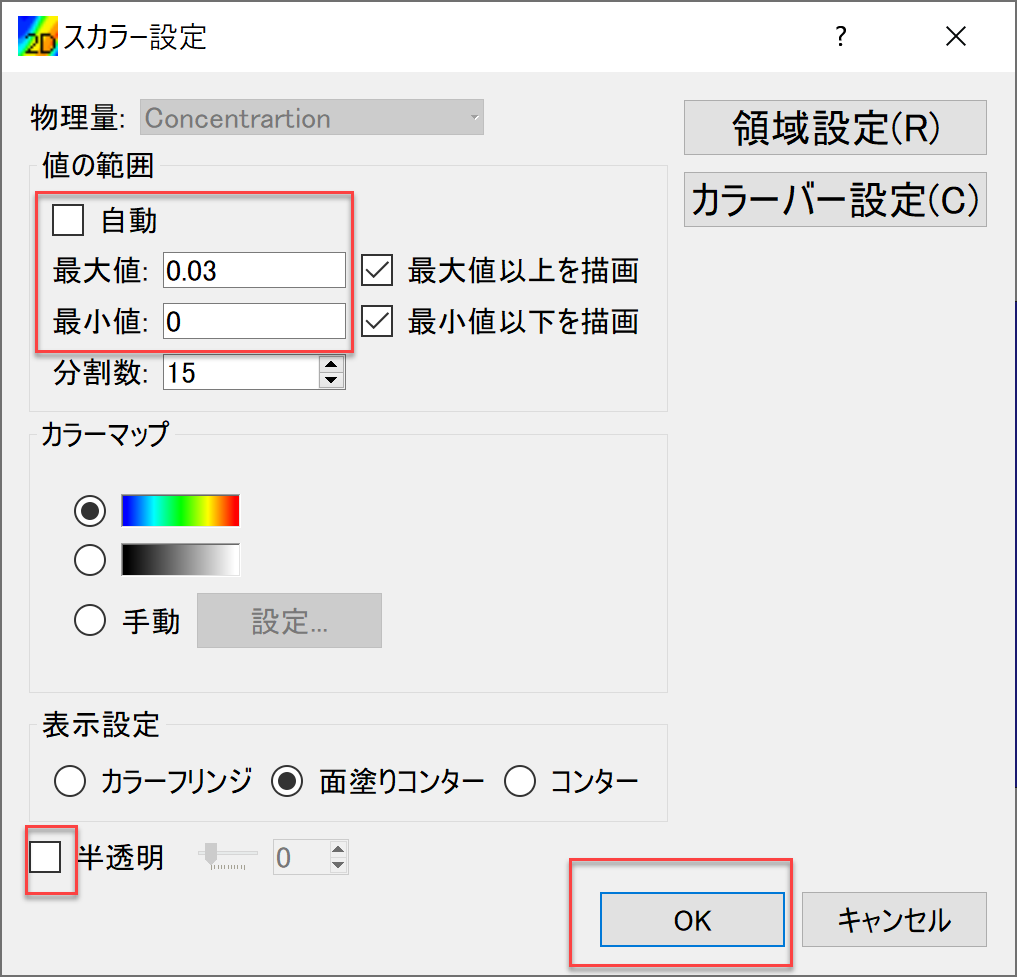 2D スカラー設定 ?
物理量: Concentrartion
領域設定(R)
カラーバー設定(C)
値の範囲
自動
最大値: 0.03 最大値以上を描画
最小値: 0 最小値以下を描画
分割数: 15
カラーマップ
手動 設定...
表示設定
カラーフリンジ 面塗りコンター コンター
半透明 0
OK キャンセル